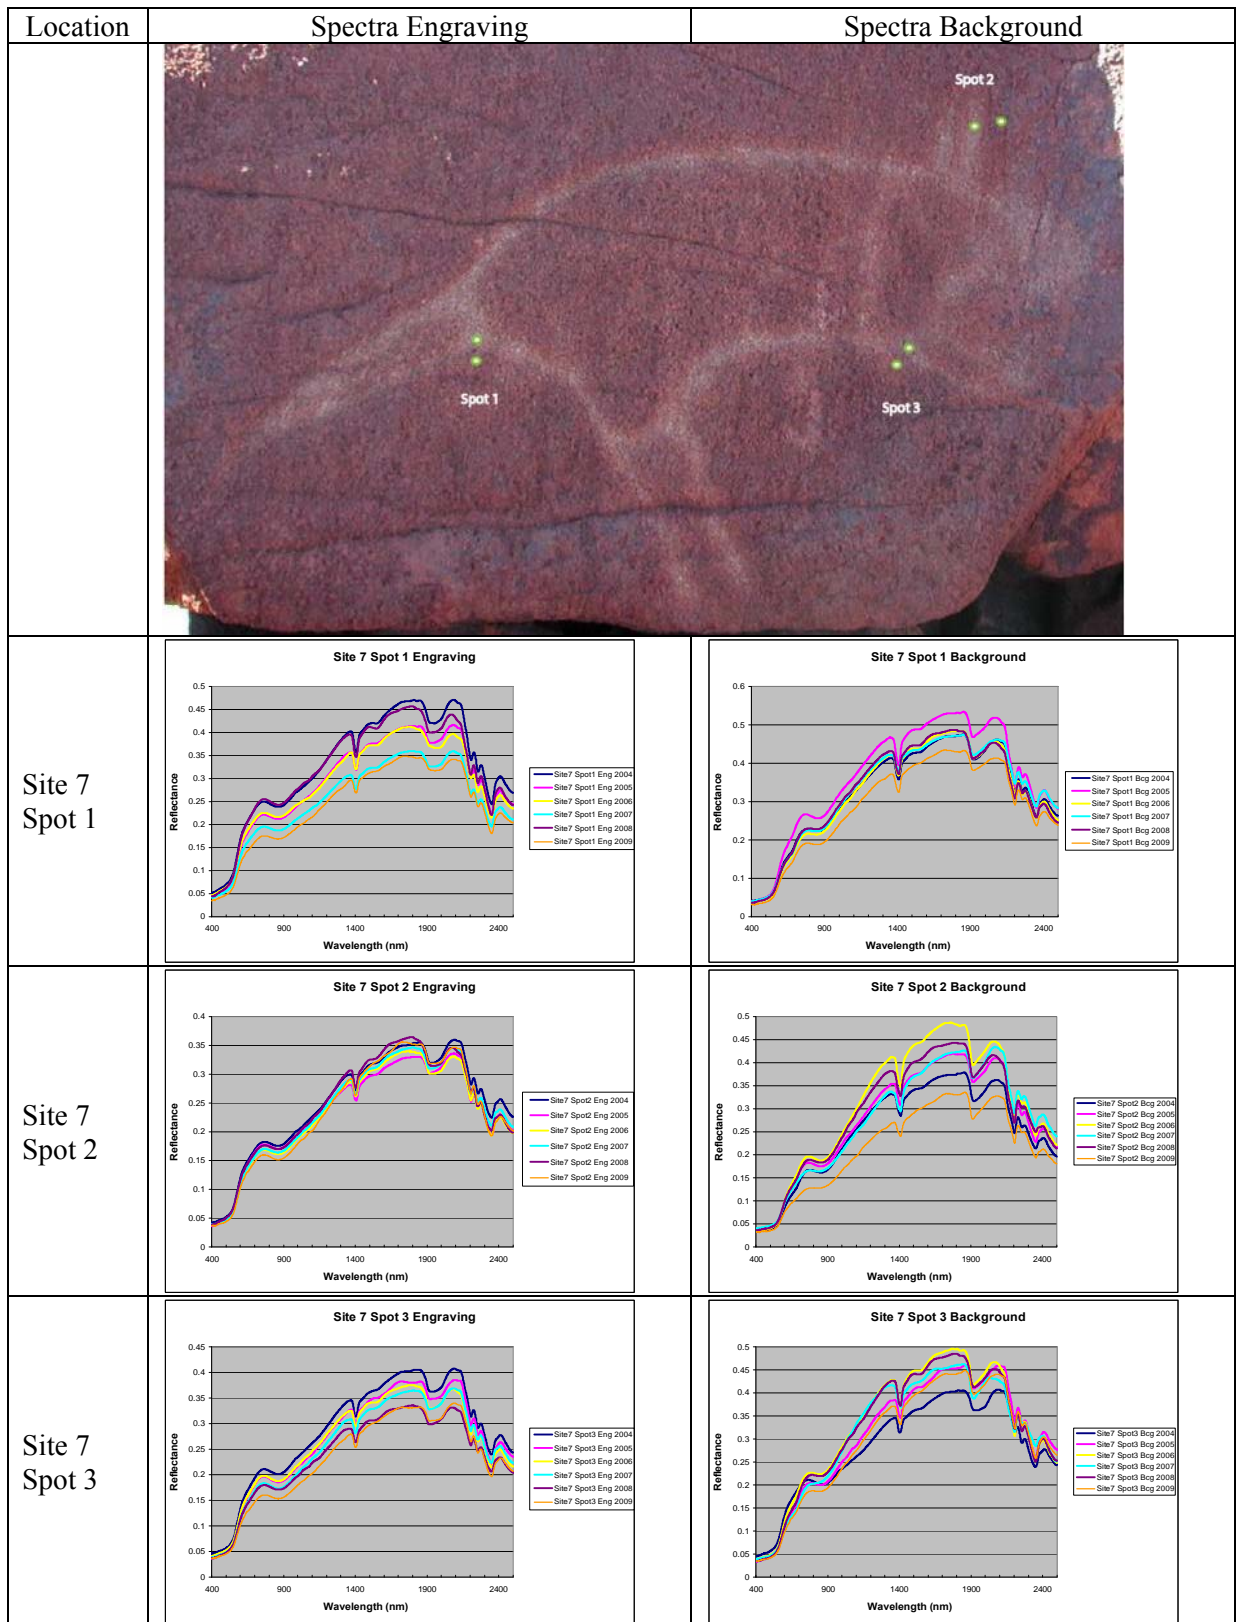 Location Spectra Engraving Spectra Background
Spot 2
Spot 1
Spot 3
Site 7
Spot 1
Site 7 Spot 1 Engraving
Reflectance
0.5
0.45
0.4
0.35
0.3
0.25
0.2
0.15
0.1
0.05
0
400 900 1400 1900 2400
Wavelength (nm)
Site7 Spot1 Eng 2004
Site7 Spot1 Eng 2005
Site7 Spot1 Eng 2006
Site7 Spot1 Eng 2007
Site7 Spot1 Eng 2008
Site7 Spot1 Eng 2009
Site 7 Spot 1 Background
Reflectance
0.6
0.5
0.4
0.3
0.2
0.1
0
400 900 1400 1900 2400
Wavelength (nm)
Site7 Spot1 Bcg 2004
Site7 Spot1 Bcg 2005
Site7 Spot1 Bcg 2006
Site7 Spot1 Bcg 2007
Site7 Spot1 Bcg 2008
Site7 Spot1 Bcg 2009
Site 7
Spot 2
Site 7 Spot 2 Engraving
Reflectance
0.4
0.35
0.3
0.25
0.2
0.15
0.1
0.05
0
400 900 1400 1900 2400
Wavelength (nm)
Site7 Spot2 Eng 2004
Site7 Spot2 Eng 2005
Site7 Spot2 Eng 2006
Site7 Spot2 Eng 2007
Site7 Spot2 Eng 2008
Site7 Spot2 Eng 2009
Site 7 Spot 2 Background
Reflectance
0.5
0.45
0.4
0.35
0.3
0.25
0.2
0.15
0.1
0.05
0
400 900 1400 1900 2400
Wavelength (nm)
Site7 Spot2 Bcg 2004
Site7 Spot2 Bcg 2005
Site7 Spot2 Bcg 2006
Site7 Spot2 Bcg 2007
Site7 Spot2 Bcg 2008
Site7 Spot2 Bcg 2009
Site 7
Spot 3
Site 7 Spot 3 Engraving
Reflectance
0.45
0.4
0.35
0.3
0.25
0.2
0.15
0.1
0.05
0
400 900 1400 1900 2400
Wavelength (nm)
Site7 Spot3 Eng 2004
Site7 Spot3 Eng 2005
Site7 Spot3 Eng 2006
Site7 Spot3 Eng 2007
Site7 Spot3 Eng 2008
Site7 Spot3 Eng 2009
Site 7 Spot 3 Background
Reflectance
0.5
0.45
0.4
0.35
0.3
0.25
0.2
0.15
0.1
0.05
0
400 900 1400 1900 2400
Wavelength (nm)
Site7 Spot3 Bcg 2004
Site7 Spot3 Bcg 2005
Site7 Spot3 Bcg 2006
Site7 Spot3 Bcg 2007
Site7 Spot3 Bcg 2008
Site7 Spot3 Bcg 2009